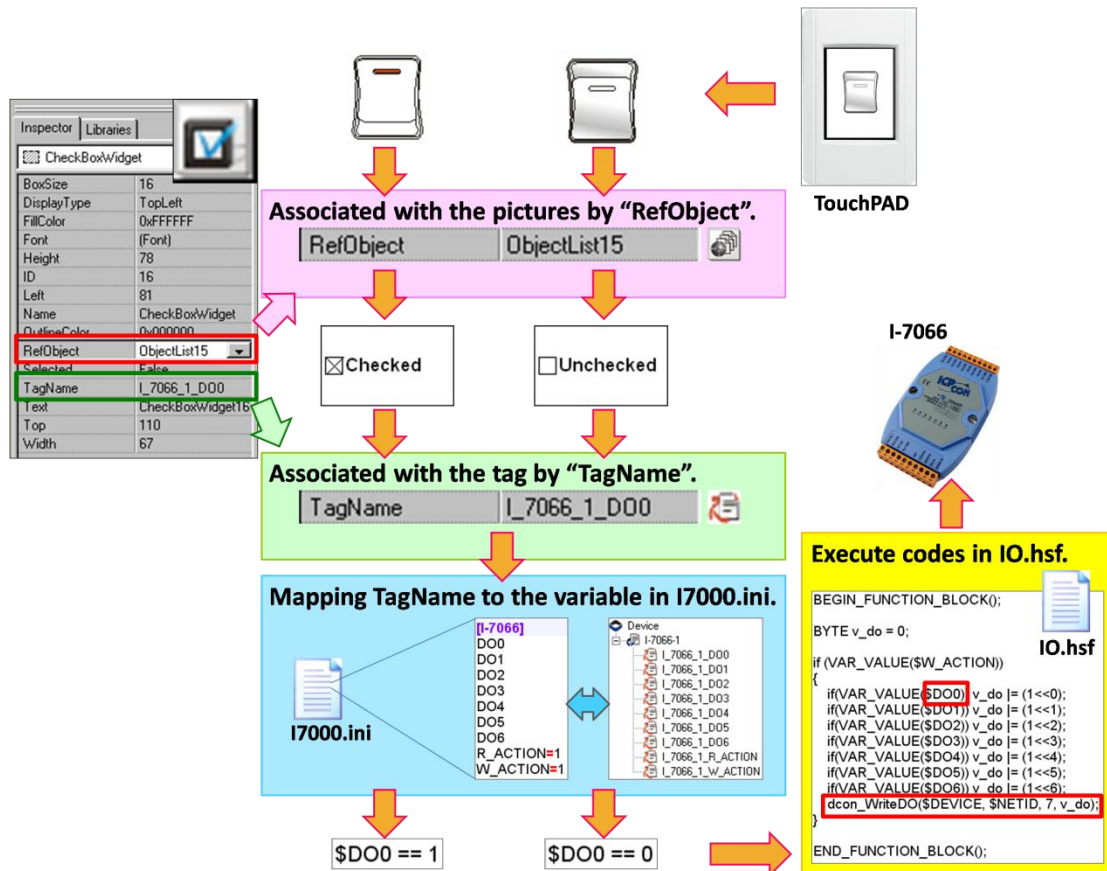 TouchPAD
Inspector
Libraries
CheckBoxWidget
BoxSize 16
DisplayType TopLeft
FillColor 0xFFFFFF
Font (Font)
Height 78
ID 16
Left 81
Name CheckBoxWidget
OutlineColor 0x000000
RefObject ObjectList15
Selected False
TagName I_7066_1_DO0
Text CheckBoxWidget16
Top 110
Width 67
Associated with the pictures by “RefObject”.
RefObject ObjectList15
Checked
Unchecked
Associated with the tag by “TagName”.
TagName I_7066_1_DO0
Mapping TagName to the variable in I7000.ini.
I7000.ini
[I-7066]
DO0
DO1
DO2
DO3
DO4
DO5
DO6
R_ACTION=1
W_ACTION=1
Device
I-7066-1
I_7066_1_DO0
I_7066_1_DO1
I_7066_1_DO2
I_7066_1_DO3
I_7066_1_DO4
I_7066_1_DO5
I_7066_1_DO6
I_7066_1_R_ACTION
I_7066_1_W_ACTION
$DO0 == 1
$DO0 == 0
I-7066
Execute codes in IO.hsf.
IO.hsf
BEGIN_FUNCTION_BLOCK();
BYTE v_do = 0;
if (VAR_VALUE($W_ACTION))
{
if(VAR_VALUE($DO0)) v_do |= (1<<0);
if(VAR_VALUE($DO1)) v_do |= (1<<1);
if(VAR_VALUE($DO2)) v_do |= (1<<2);
if(VAR_VALUE($DO3)) v_do |= (1<<3);
if(VAR_VALUE($DO4)) v_do |= (1<<4);
if(VAR_VALUE($DO5)) v_do |= (1<<5);
if(VAR_VALUE($DO6)) v_do |= (1<<6);
dcon_WriteDO($DEVICE, $NETID, 7, v_do);
}
END_FUNCTION_BLOCK();